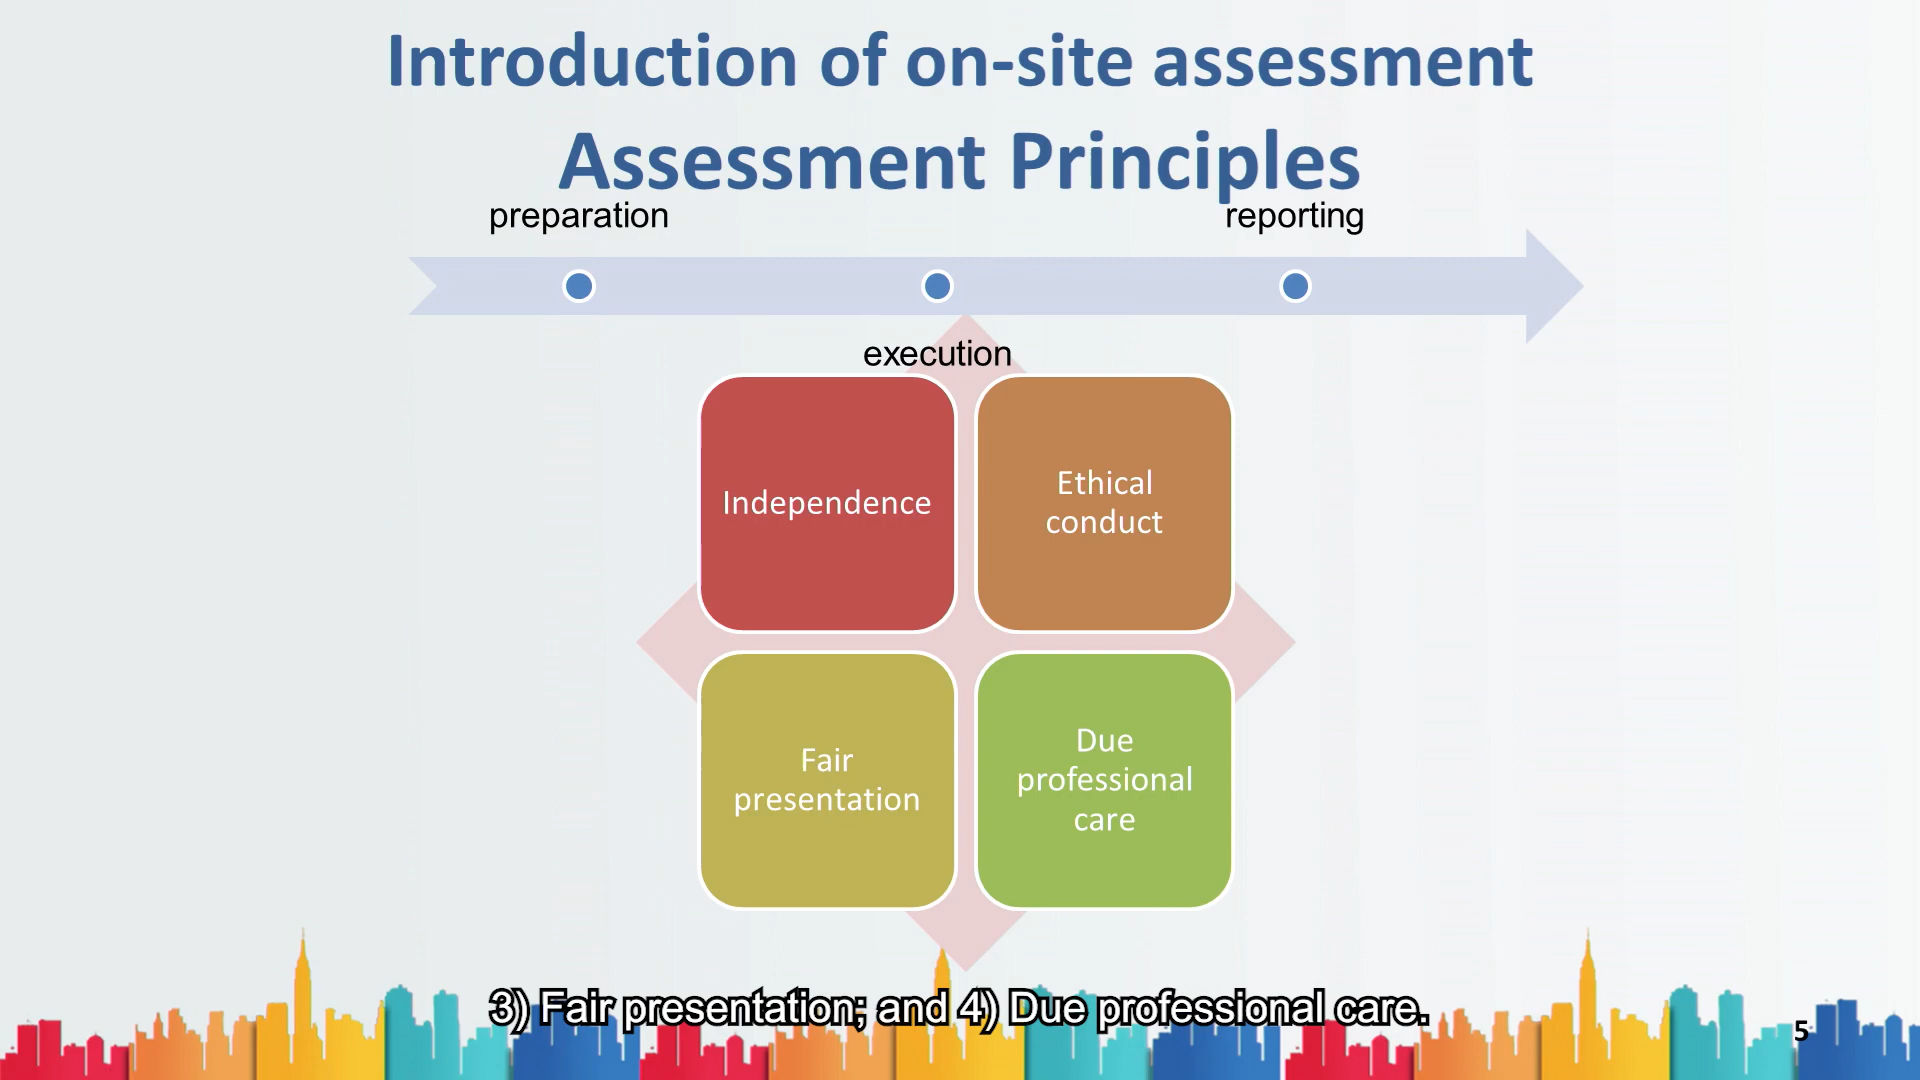 Introduction of on-site assessment
Assessment Principles
preparation
reporting
execution
Independence
Ethical
conduct
Fair
presentation
Due
professional
care
3) Fair presentation; and 4) Due professional care.
5